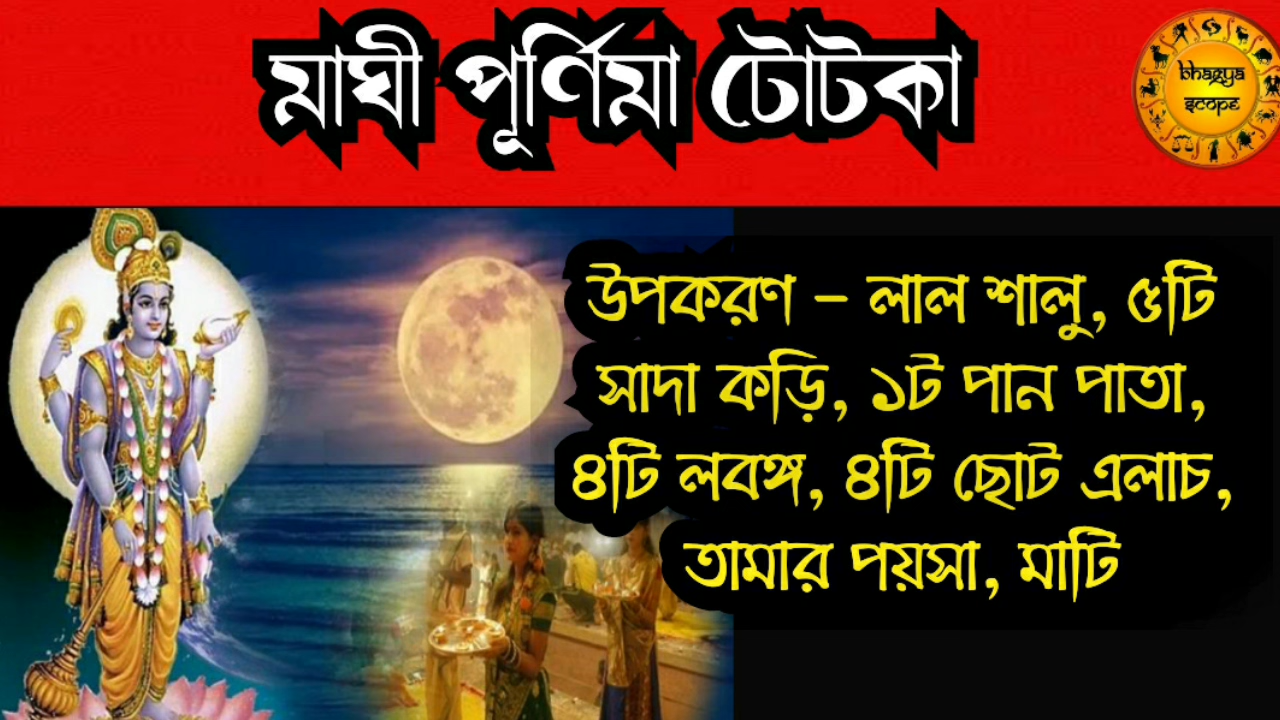 মাঘী পূর্ণিমা টোটকা
bhagya
scope
উপকরণ – লাল শালু, ৫টি
সাদা কড়ি, ১ট পান পাতা,
৪টি লবঙ্গ, ৪টি ছোট এলাচ,
তামার পয়সা, মাটি